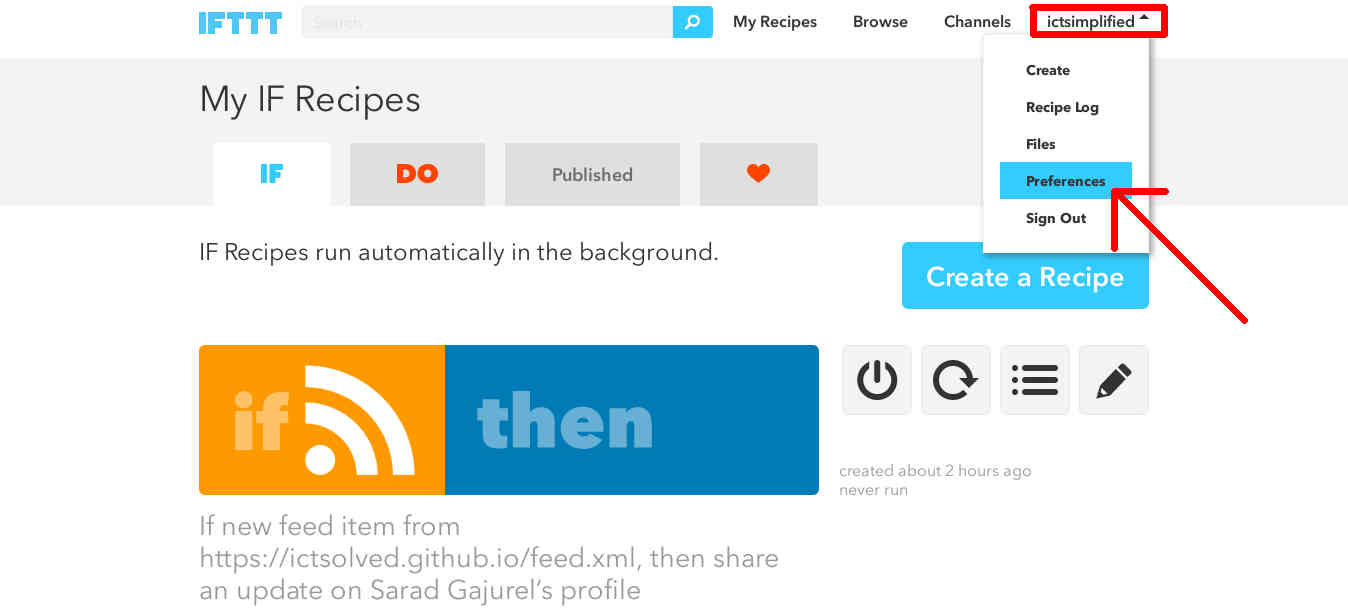 IFTTT Search My Recipes Browse Channels ictsimplified
Create
Recipe Log
Files
Preferences
Sign Out
My IF Recipes
IF DO Published
IF Recipes run automatically in the background.
Create a Recipe
if then
created about 2 hours ago
never run
If new feed item from
https://ictsolved.github.io/feed.xml, then share
an update on Sarad Gajurel's profile